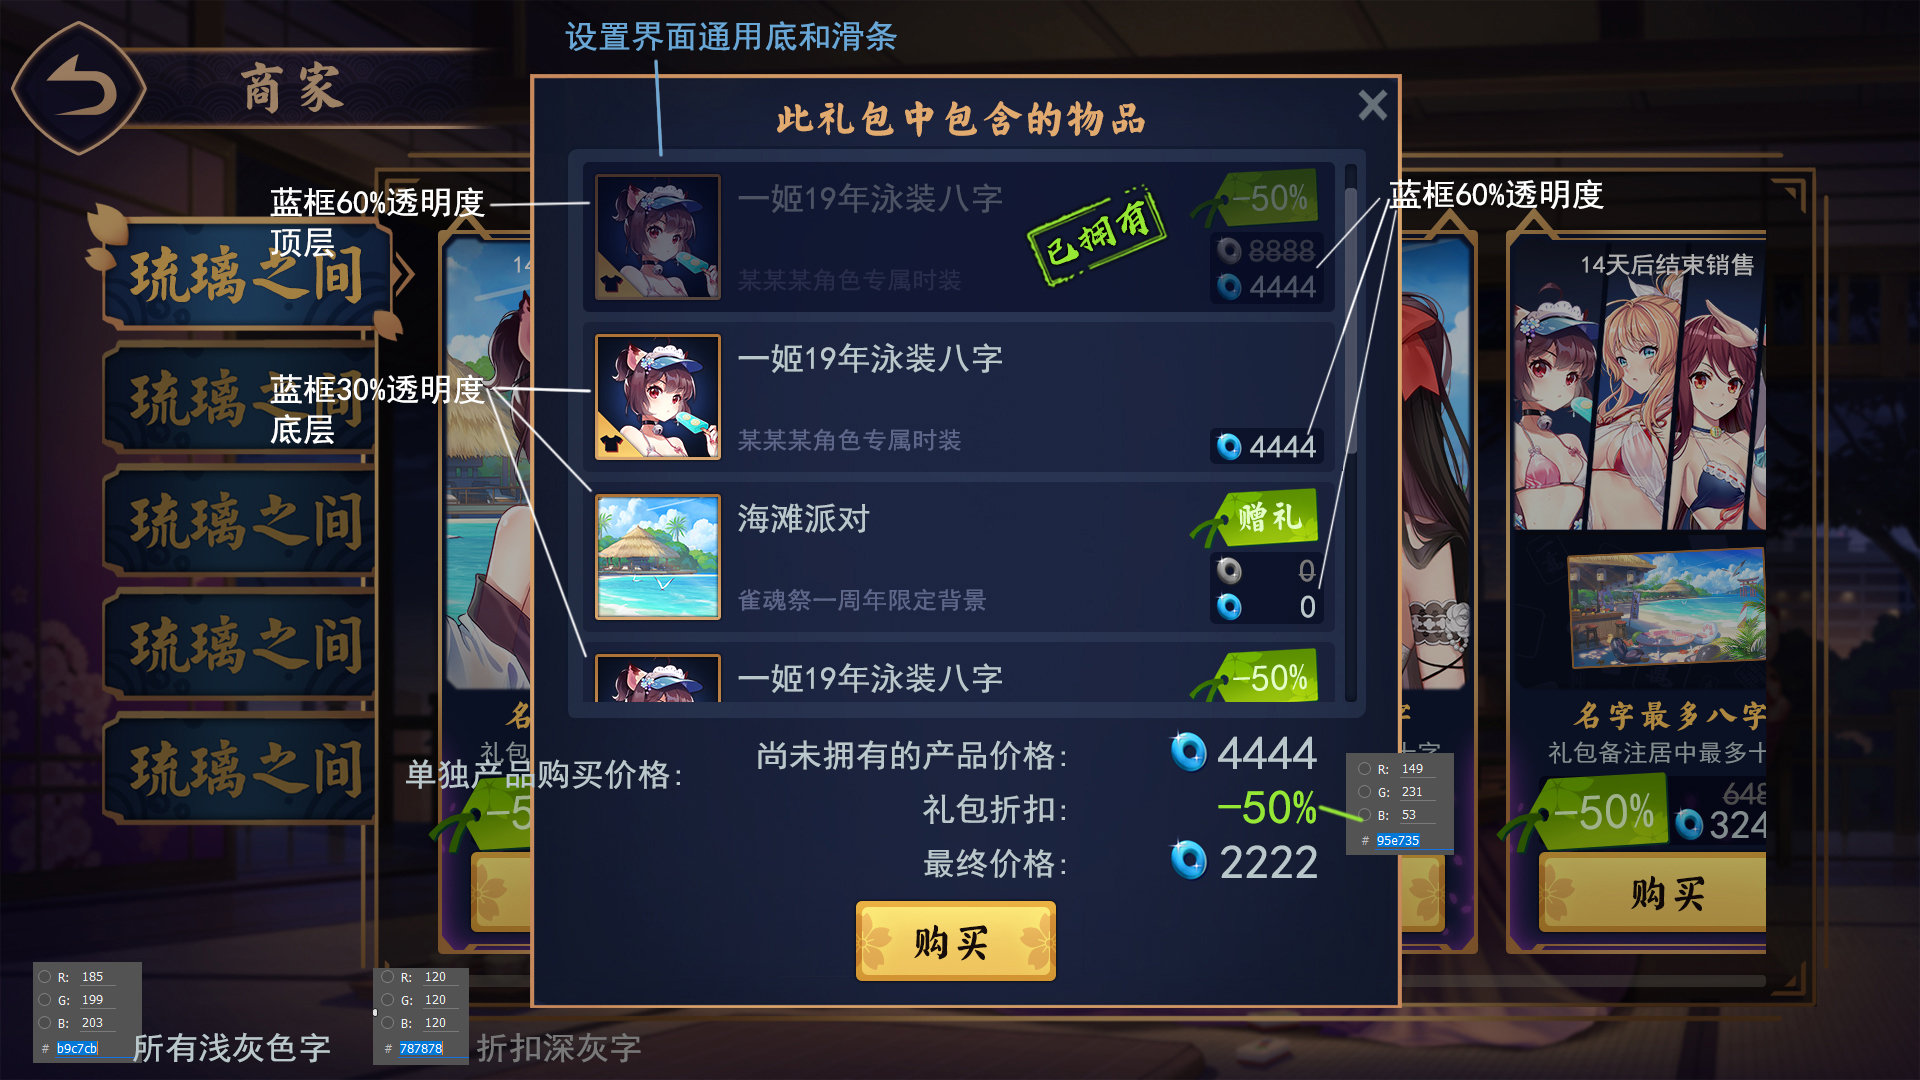 设置界面通用底和滑条
商家
此礼包中包含的物品
蓝框60%透明度
顶层
一姬19年泳装八字
已拥有
-50%
8888
4444
某某某角色专属时装
蓝框60%透明度
琉璃之间
14
14天后结束销售
琉璃之间
蓝框30%透明度
底层
一姬19年泳装八字
某某某角色专属时装
4444
琉璃之间
海滩派对
赠礼
0
0
雀魂祭一周年限定背景
琉璃之间
一姬19年泳装八字
-50%
名
字
名字最多八字
礼包
十字
礼包备注居中最多十
琉璃之间
单独产品购买价格:
尚未拥有的产品价格:
4444
-5
礼包折扣:
-50%
R: 149
G: 231
B: 53
# 95e735
-50%
648
324
最终价格:
2222
购买
购买
R: 185
G: 199
B: 203
# b9c7cb
所有浅灰色字
R: 120
G: 120
B: 120
# 787878
折扣深灰字